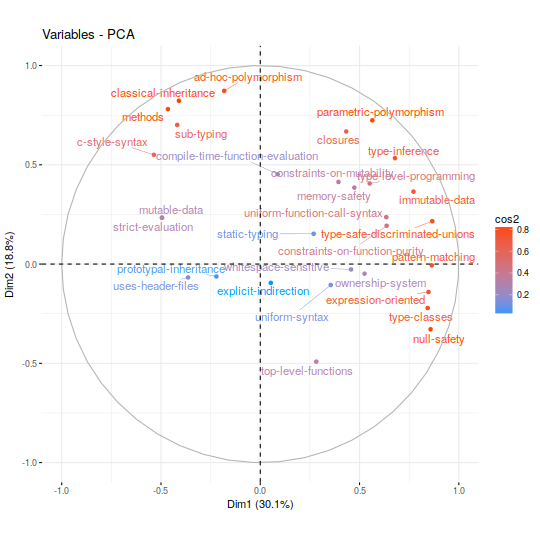 Variables - PCA
1.0
ad-hoc-polymorphism
classical-inheritance
methods
parametric-polymorphism
sub-typing
closures
c-style-syntax
type-inference
compile-time-function-evaluation
0.5
constraints-on-mutability
type-level-programming
memory-safety
immutable-data
mutable-data
uniform-function-call-syntax
strict-evaluation
static-typing
type-safe-discriminated-unions
constraints-on-function-purity
pattern-matching
0.0
prototypal-inheritance
whitespace-sensitive
uses-header-files
explicit-indirection
ownership-system
expression-oriented
uniform-syntax
type-classes
null-safety
-0.5
top-level-functions
-1.0
-1.0
-0.5
0.0
0.5
1.0
Dim1 (30.1%)
Dim2 (18.8%)
cos2
0.8
0.6
0.4
0.2